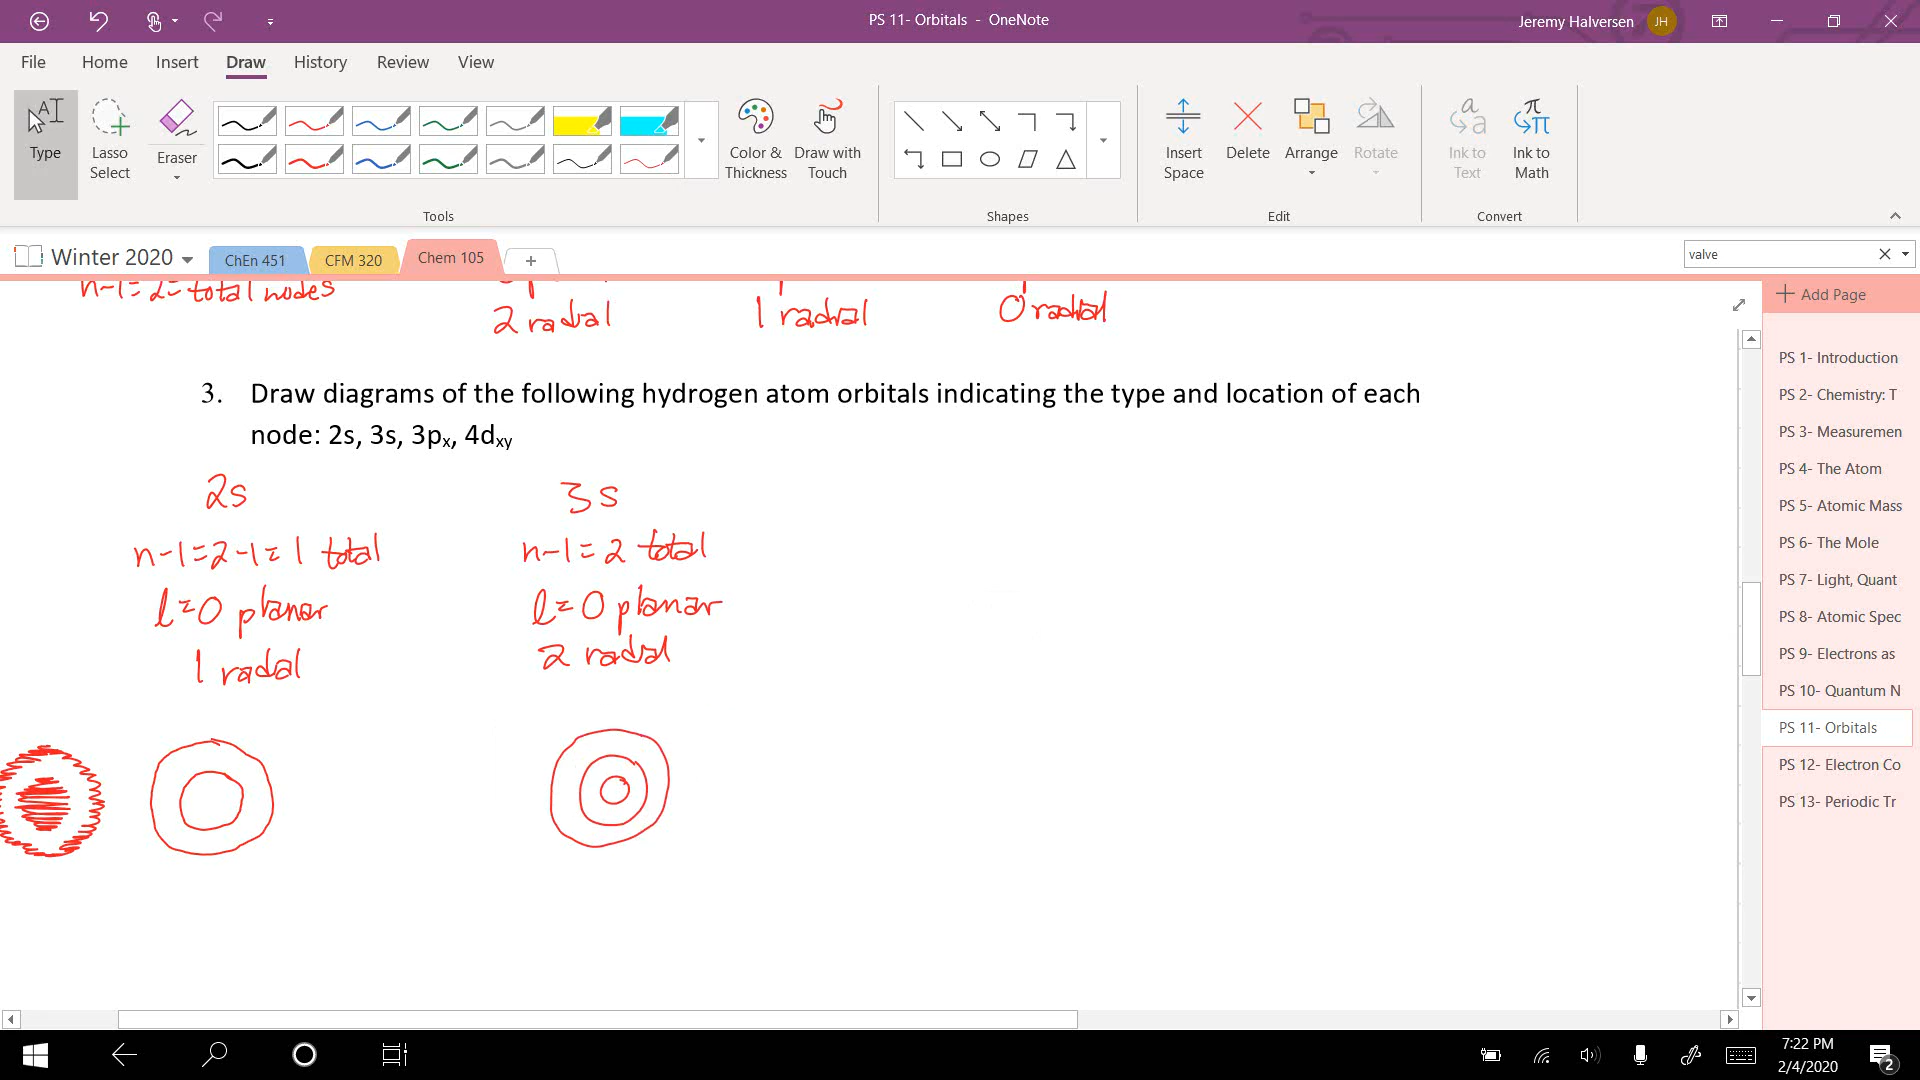 PS 11- Orbitals - OneNote
Jeremy Halversen
JH
File Home Insert Draw History Review View
Type
Lasso Select
Eraser
Color & Thickness
Draw with Touch
Insert Space
Delete
Arrange
Rotate
Ink to Text
Ink to Math
Tools
Shapes
Edit
Convert
Winter 2020
ChEn 451
CFM 320
Chem 105
valve
Add Page
PS 1- Introduction
PS 2- Chemistry: T
PS 3- Measuremen
PS 4- The Atom
PS 5- Atomic Mass
PS 6- The Mole
PS 7- Light, Quant
PS 8- Atomic Spec
PS 9- Electrons as
PS 10- Quantum N
PS 11- Orbitals
PS 12- Electron Co
PS 13- Periodic Tr
n-1=2=total nodes
2 radial
1 radial
0 radial
3. Draw diagrams of the following hydrogen atom orbitals indicating the type and location of each
node: 2s, 3s, 3px, 4dxy
2s
n-1=2-1=1 total
l=0 planar
1 radial
3s
n-1=2 total
l=0 planar
2 radial
7:22 PM
2/4/2020
2